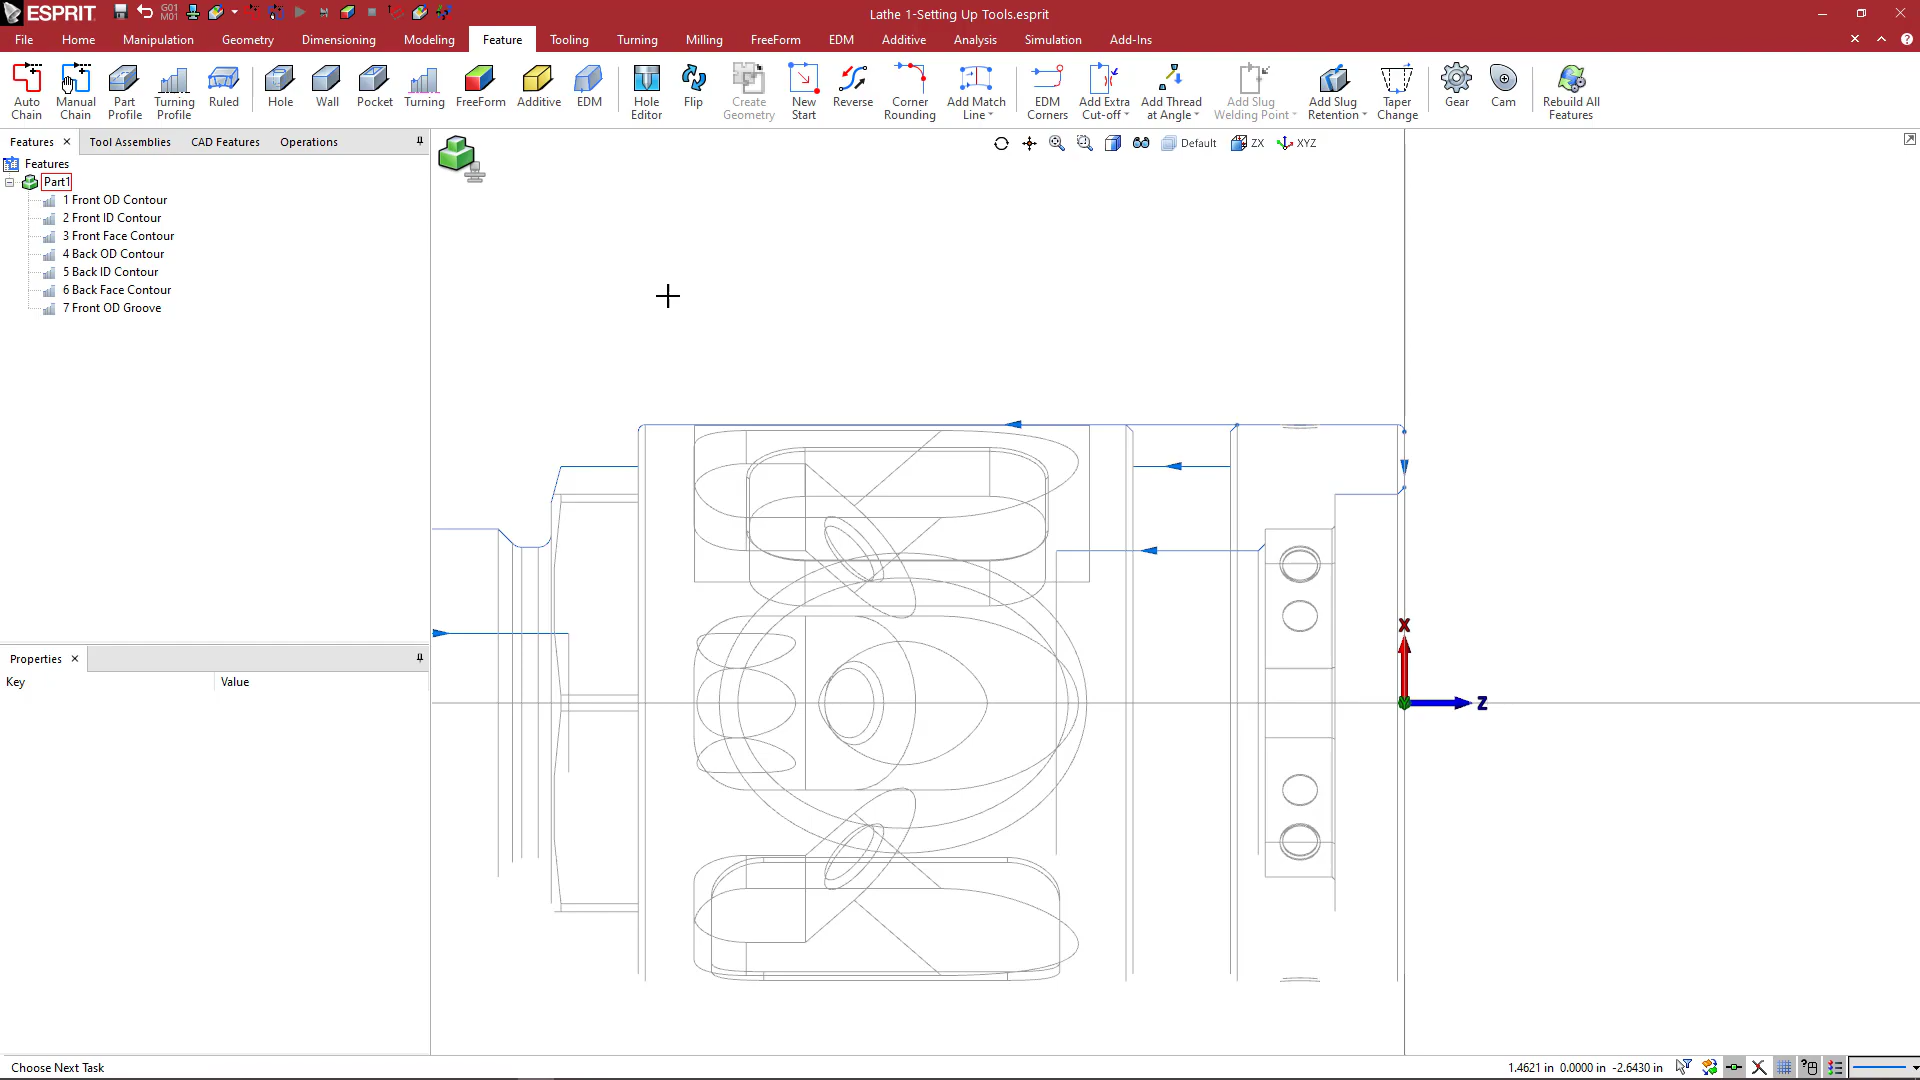 ESPRIT
G01
M01
Lathe 1-Setting Up Tools.esprit
File Home Manipulation Geometry Dimensioning Modeling Feature Tooling Turning Milling FreeForm EDM Additive Analysis Simulation Add-Ins
Auto Chain
Manual Chain
Part Profile
Turning Profile
Ruled
Hole
Wall
Pocket
Turning
FreeForm
Additive
EDM
Hole Editor
Flip
Create Geometry
New Start
Reverse
Corner Rounding
Add Match Line
EDM Corners
Add Extra Cut-off
Add Thread at Angle
Add Slug Welding Point
Add Slug Retention
Taper Change
Gear
Cam
Rebuild All Features
Features Tool Assemblies CAD Features Operations
Default ZX XYZ
Features
Part1
1 Front OD Contour
2 Front ID Contour
3 Front Face Contour
4 Back OD Contour
5 Back ID Contour
6 Back Face Contour
7 Front OD Groove
X
Z
Properties
Key Value
Choose Next Task
1.4621 in 0.0000 in -2.6430 in